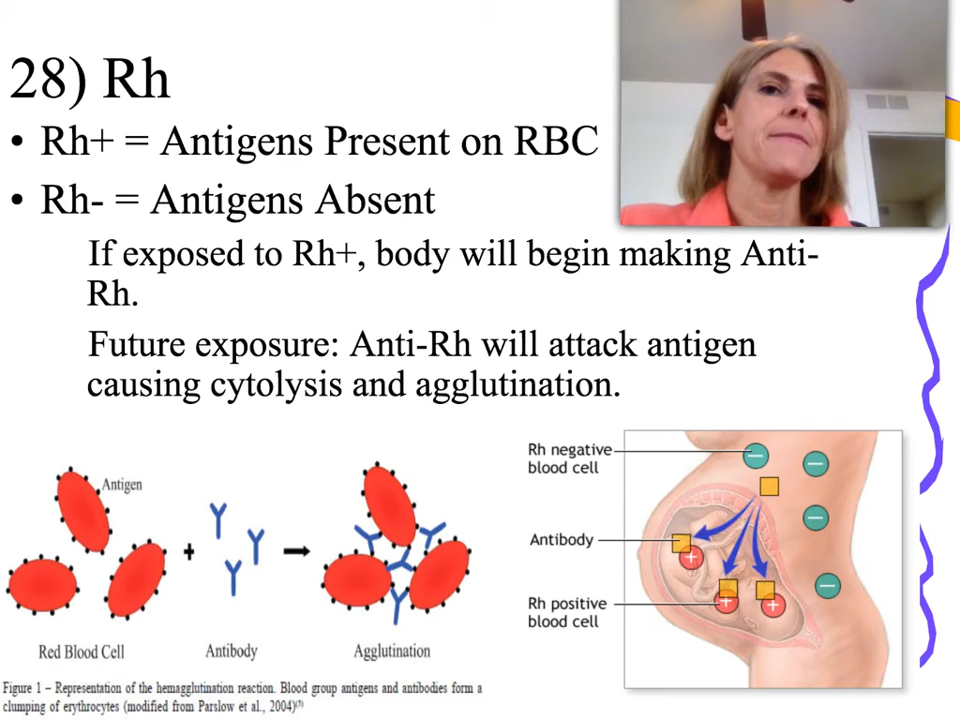 28) Rh
• Rh+ = Antigens Present on RBC
• Rh- = Antigens Absent
If exposed to Rh+, body will begin making Anti-
Rh.
Future exposure: Anti-Rh will attack antigen
causing cytolysis and agglutination.
Antigen
+
Red Blood Cell
Antibody
Agglutination
Figure 1 – Representation of the hemagglutination reaction. Blood group antigens and antibodies form a
clumping of erythrocytes (modified from Parslow et al., 2004)⁽⁵⁾
Rh negative
blood cell
Antibody
Rh positive
blood cell